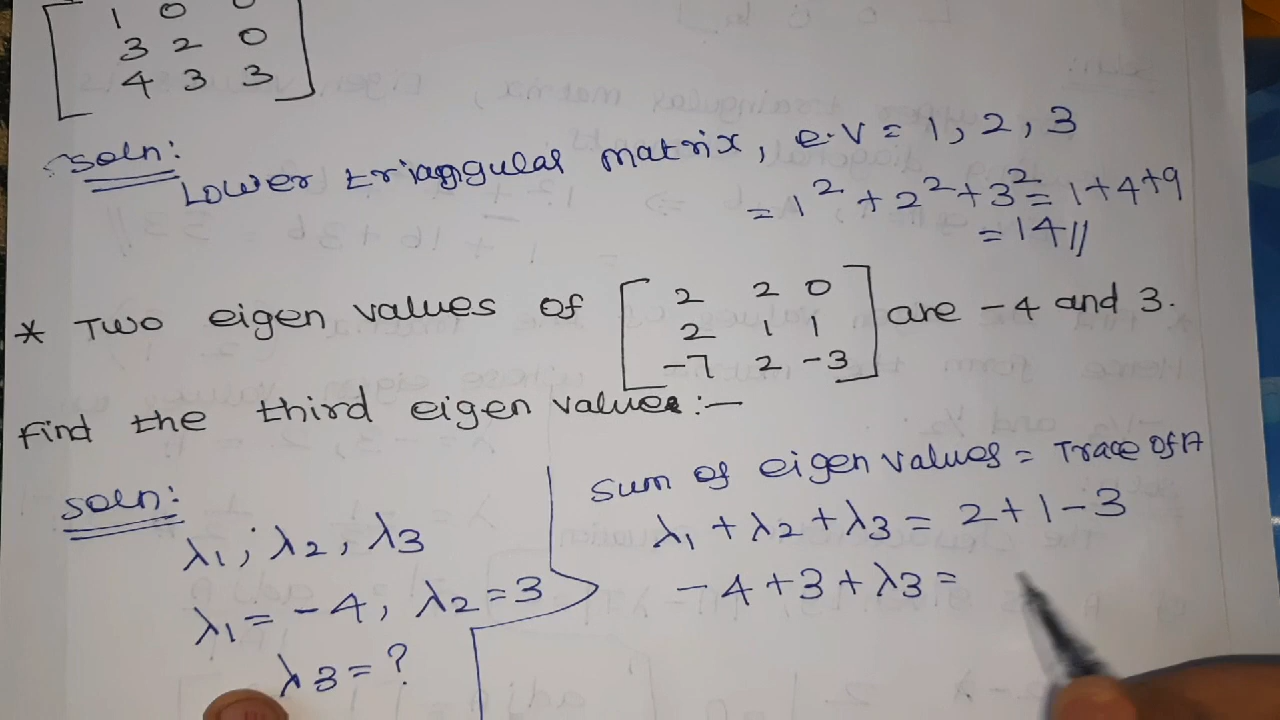 1 0 0
3 2 0
4 3 3
Soln:
Lower triangular matrix, e.v = 1, 2, 3
= 1² + 2² + 3² = 1+4+9
= 14 //
* Two eigen values of [ 2 2 0 ] are -4 and 3.
2 1 1
-7 2 -3
Find the third eigen value:-
Soln:
λ1, λ2, λ3
λ1 = -4, λ2 = 3
λ3 = ?
Sum of eigen values = Trace of A
λ1 + λ2 + λ3 = 2+1-3
-4+3+λ3 =